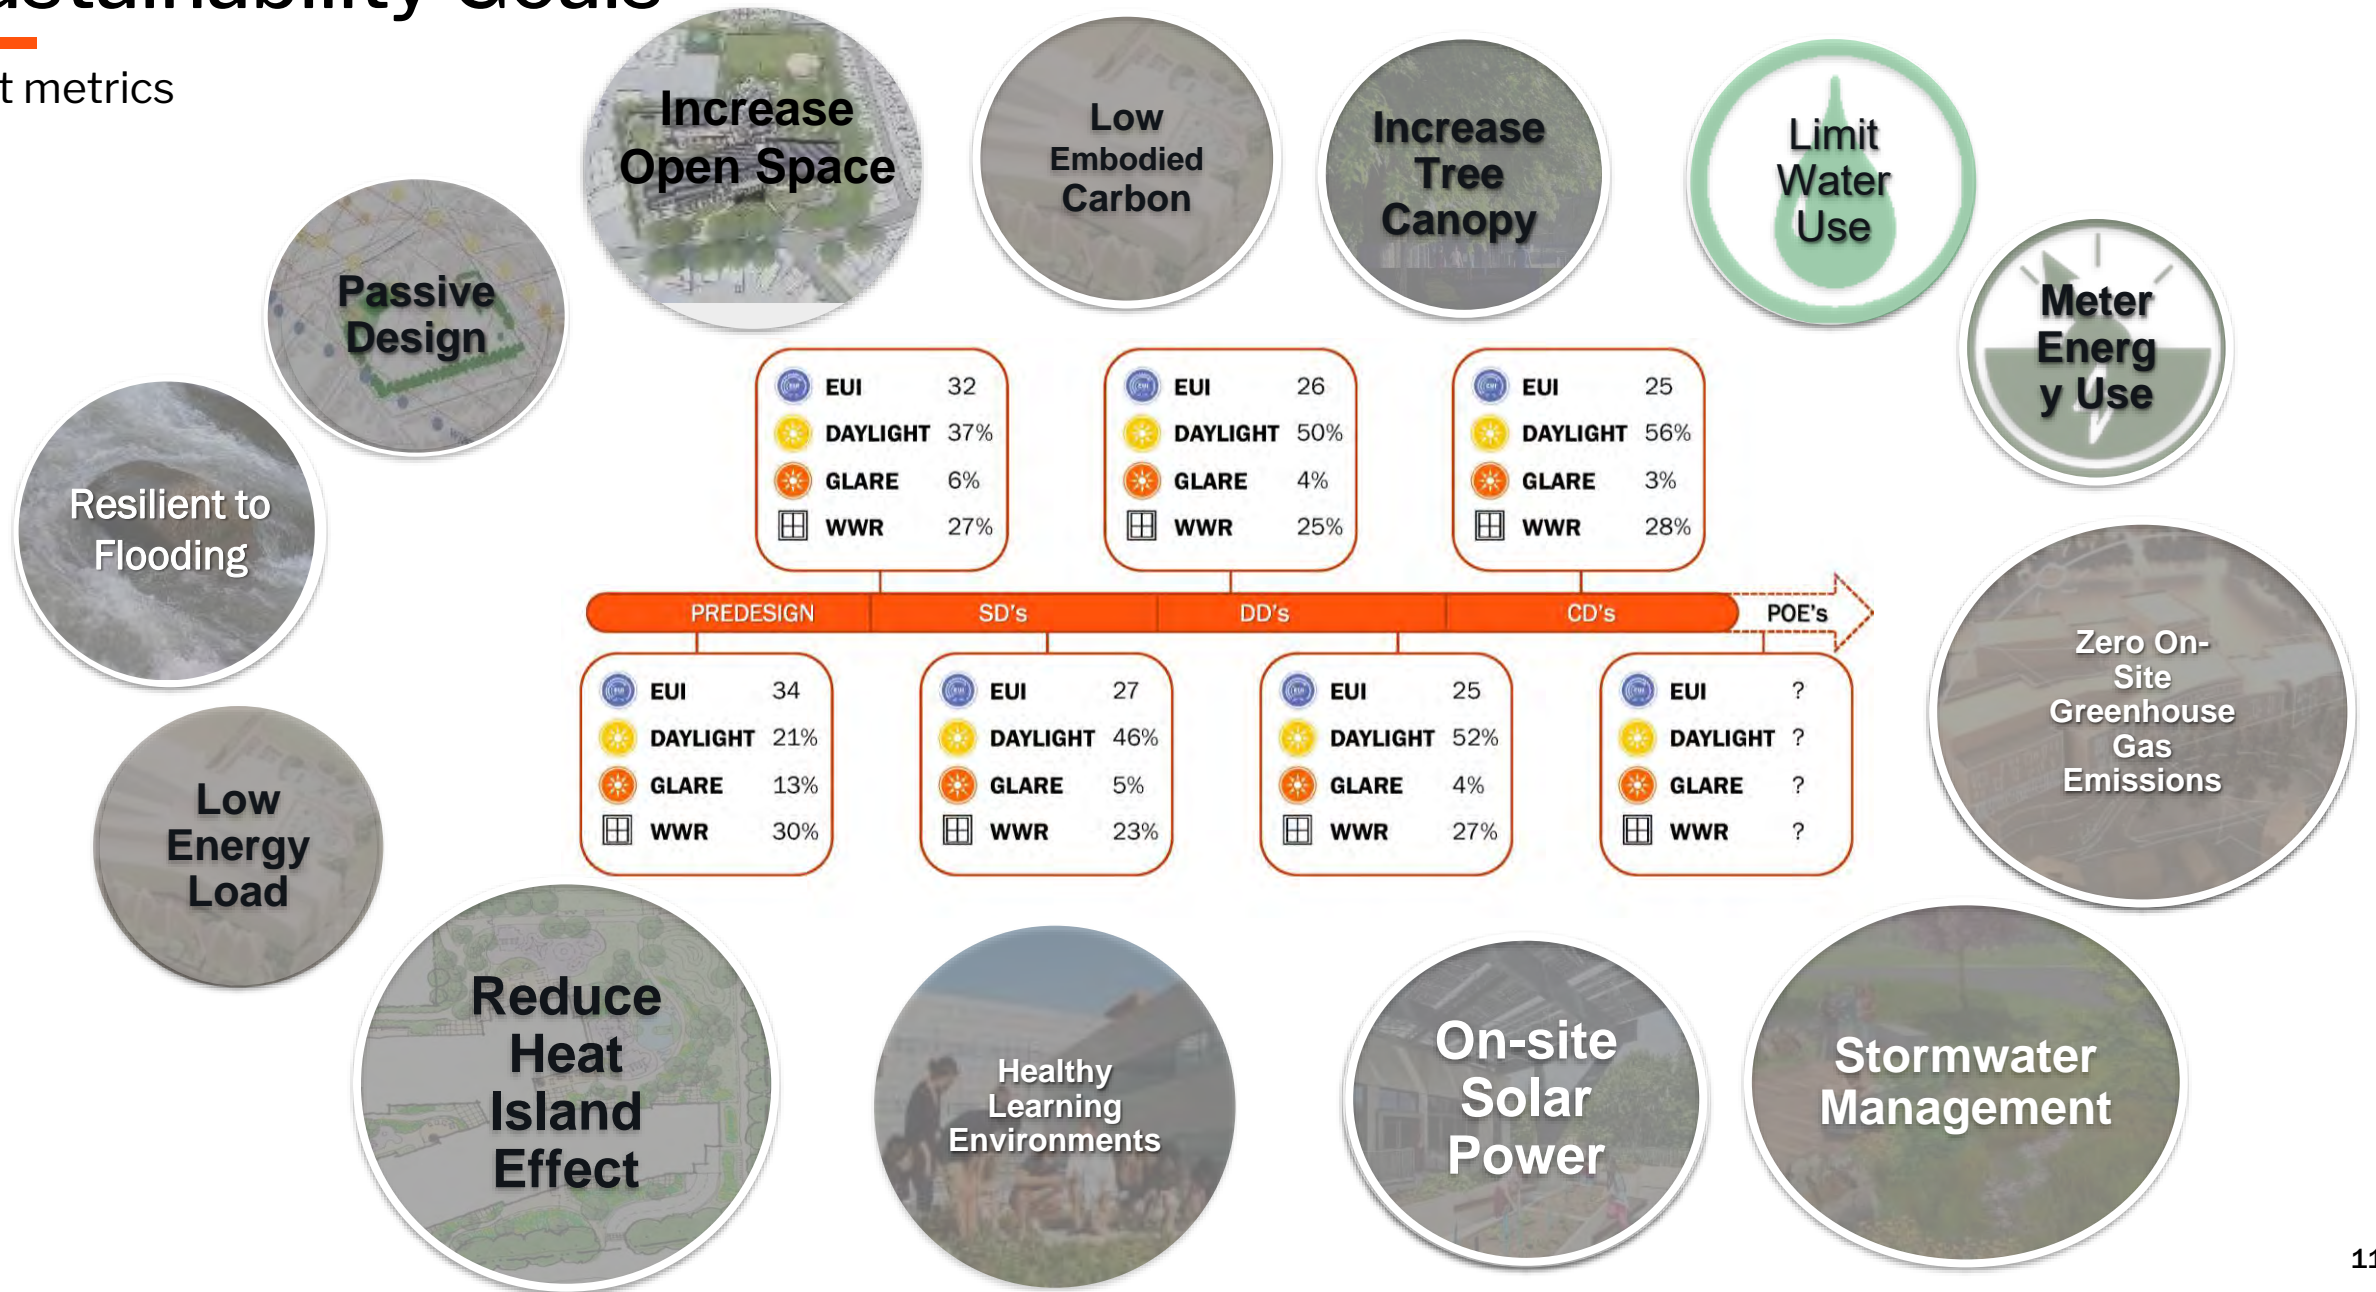 ustainability Goals
t metrics
Increase
Open Space
Low
Embodied
Carbon
Increase
Tree
Canopy
Limit
Water
Use
Passive
Design
Meter
Energ
y Use
Resilient to
Flooding
EUI 32
DAYLIGHT 37%
GLARE 6%
WWR 27%
EUI 26
DAYLIGHT 50%
GLARE 4%
WWR 25%
EUI 25
DAYLIGHT 56%
GLARE 3%
WWR 28%
PREDESIGN SD's DD's CD's POE's
EUI 34
DAYLIGHT 21%
GLARE 13%
WWR 30%
EUI 27
DAYLIGHT 46%
GLARE 5%
WWR 23%
EUI 25
DAYLIGHT 52%
GLARE 4%
WWR 27%
EUI ?
DAYLIGHT ?
GLARE ?
WWR ?
Zero On-
Site
Greenhouse
Gas
Emissions
Low
Energy
Load
Reduce
Heat
Island
Effect
Healthy
Learning
Environments
On-site
Solar
Power
Stormwater
Management
11